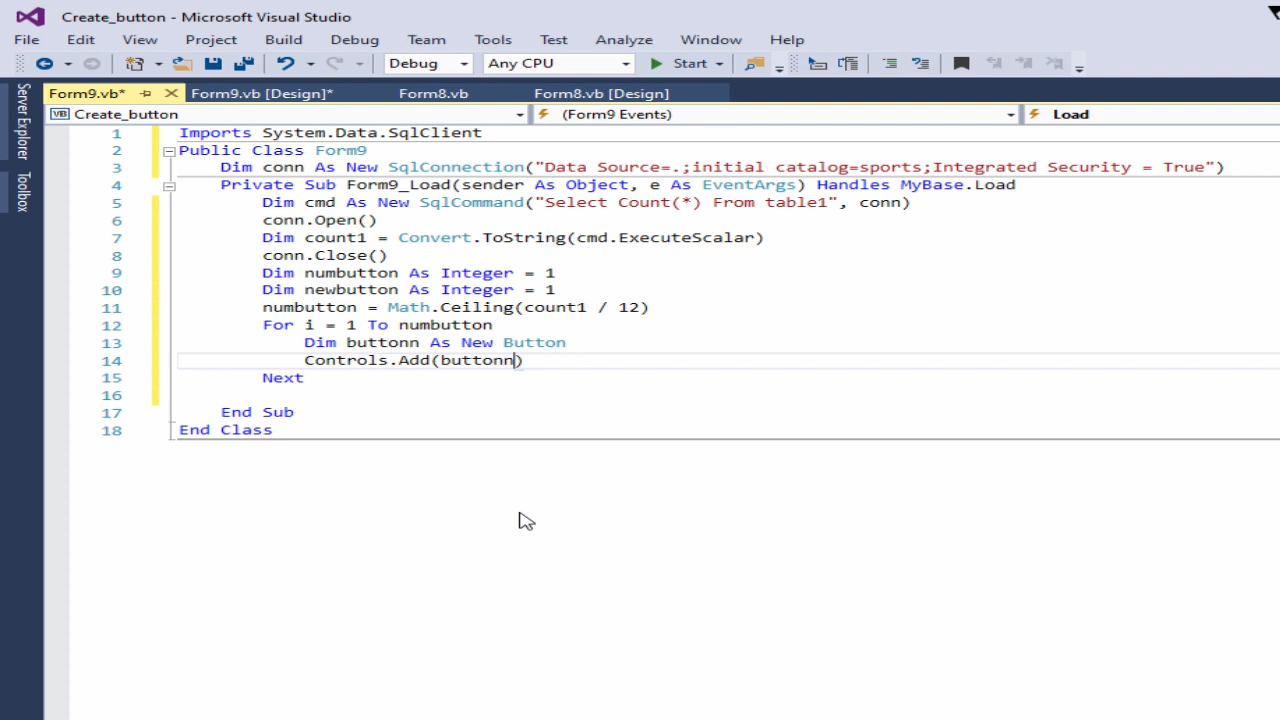 Create_button - Microsoft Visual Studio
File Edit View Project Build Debug Team Tools Test Analyze Window Help
Debug Any CPU Start
Form9.vb* Form9.vb [Design]* Form8.vb Form8.vb [Design]
VB Create_button (Form9 Events) Load
Server Explorer
Toolbox
1 Imports System.Data.SqlClient
2 Public Class Form9
3 Dim conn As New SqlConnection("Data Source=.;initial catalog=sports;Integrated Security = True")
4 Private Sub Form9_Load(sender As Object, e As EventArgs) Handles MyBase.Load
5 Dim cmd As New SqlCommand("Select Count(*) From table1", conn)
6 conn.Open()
7 Dim count1 = Convert.ToString(cmd.ExecuteScalar)
8 conn.Close()
9 Dim numbutton As Integer = 1
10 Dim newbutton As Integer = 1
11 numbutton = Math.Ceiling(count1 / 12)
12 For i = 1 To numbutton
13 Dim buttonn As New Button
14 Controls.Add(buttonn)
15 Next
16
17 End Sub
18 End Class